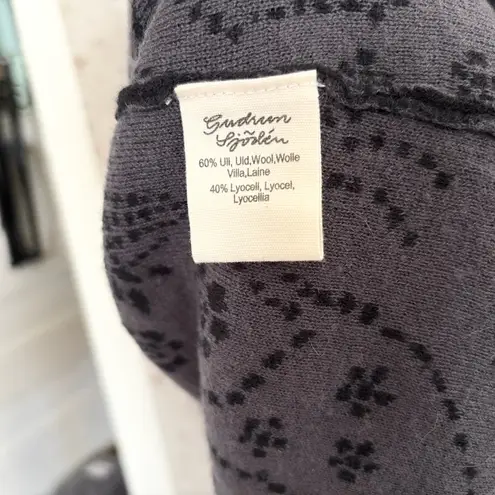 Gudrun
Sjödén
60% Ull, Uld,Wool,Wolle
Villa,Laine
40% Lyocell, Lyocel,
Lyocellia